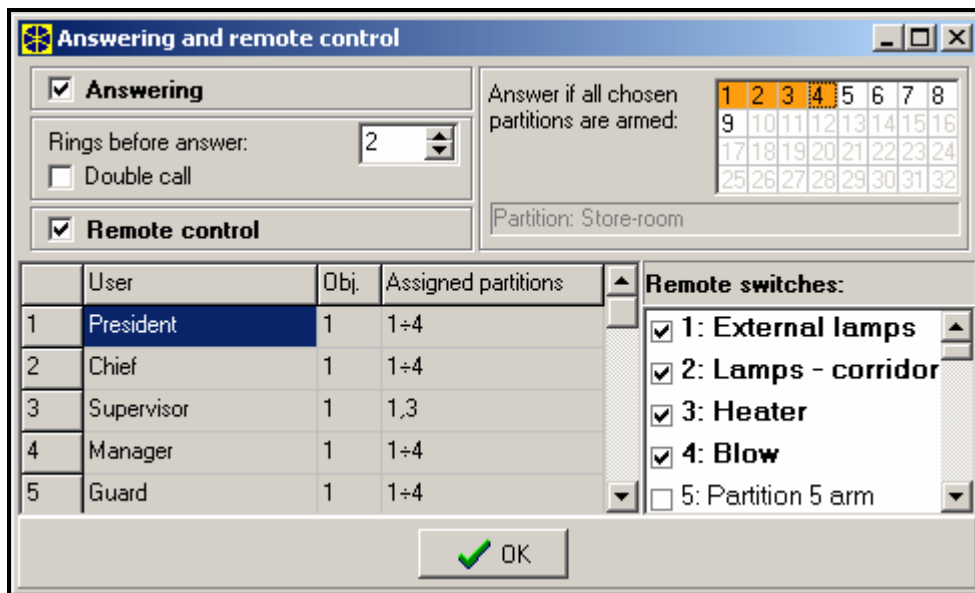 Answering and remote control
Answering
Rings before answer: 2
Double call
Remote control
Answer if all chosen
partitions are armed:
1 2 3 4 5 6 7 8
9 10 11 12 13 14 15 16
17 18 19 20 21 22 23 24
25 26 27 28 29 30 31 32
Partition: Store-room
User Obj. Assigned partitions
1 President 1 1÷4
2 Chief 1 1÷4
3 Supervisor 1 1,3
4 Manager 1 1÷4
5 Guard 1 1÷4
Remote switches:
1: External lamps
2: Lamps - corridor
3: Heater
4: Blow
5: Partition 5 arm
OK